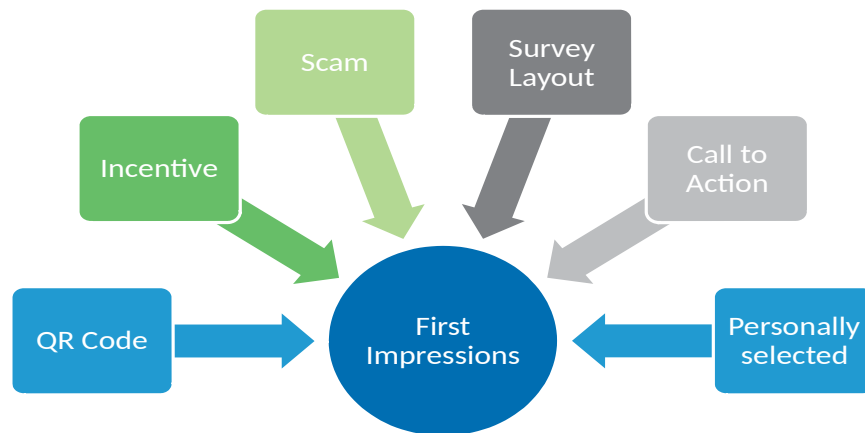 Scam
Survey
Layout
Incentive
Call to
Action
QR Code
First
Impressions
Personally
selected